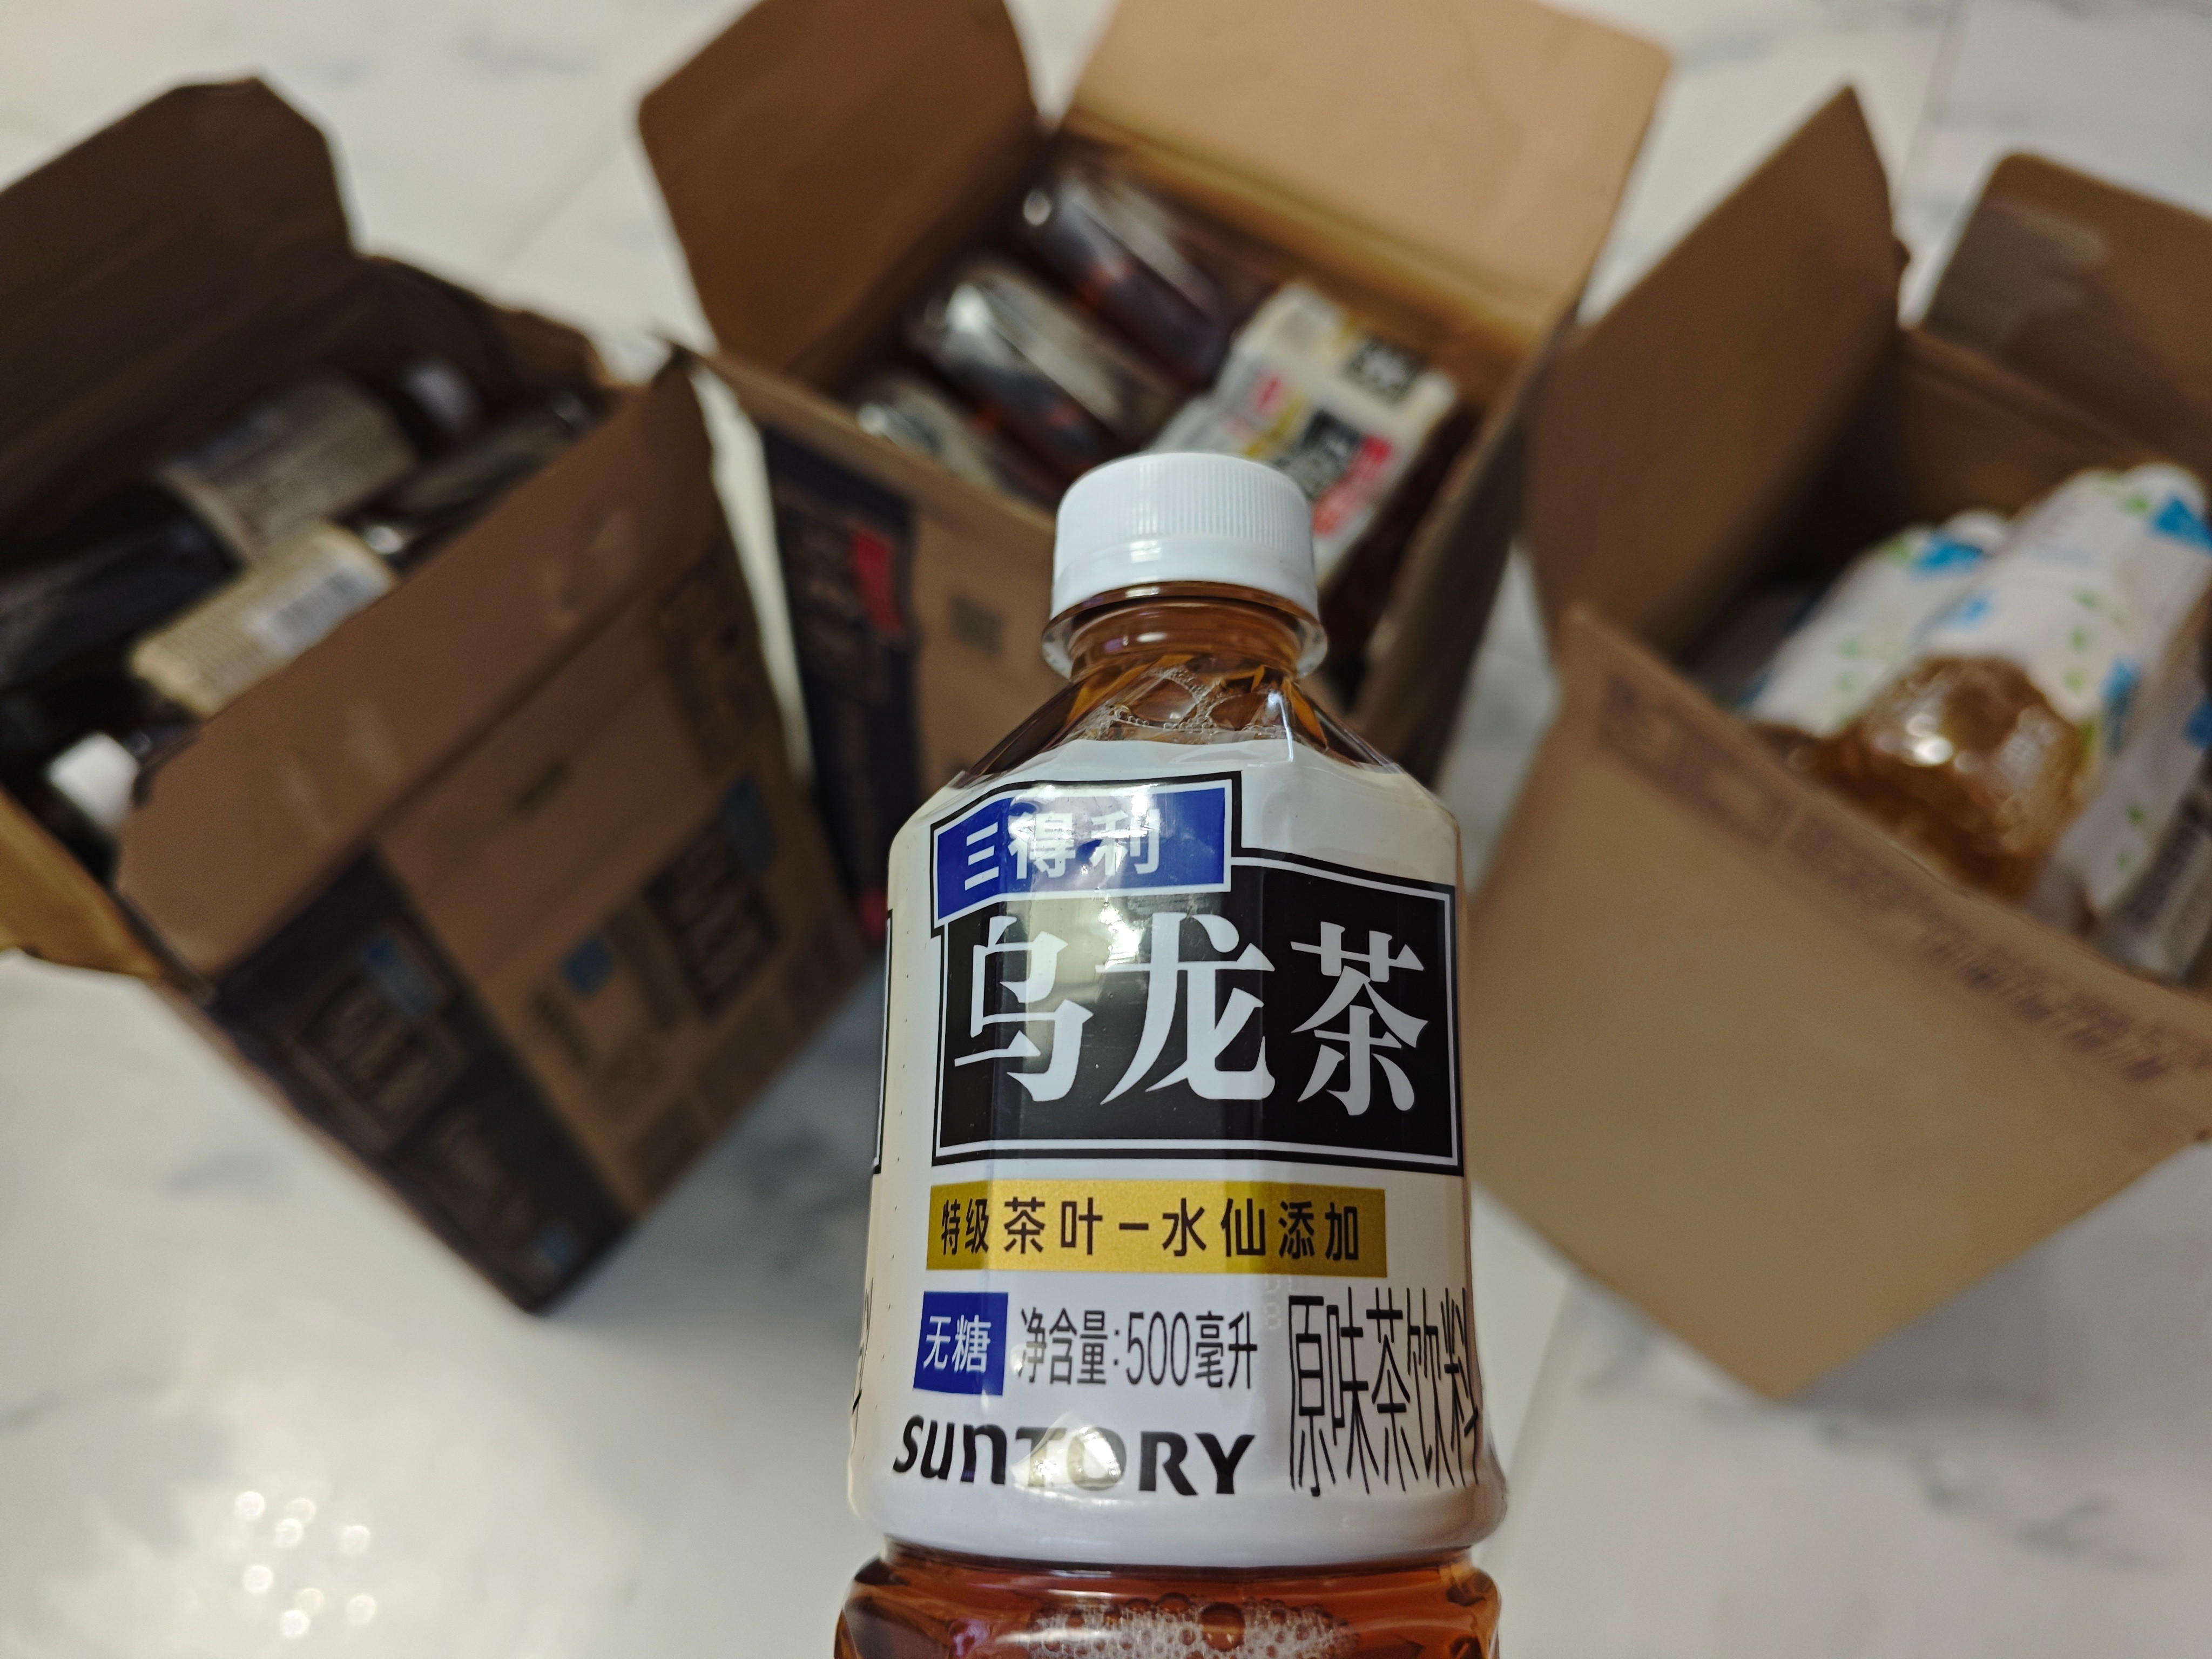 三得利
乌龙茶
特级茶叶-水仙添加
无糖 净含量:500毫升
原味茶饮料
SUNTORY